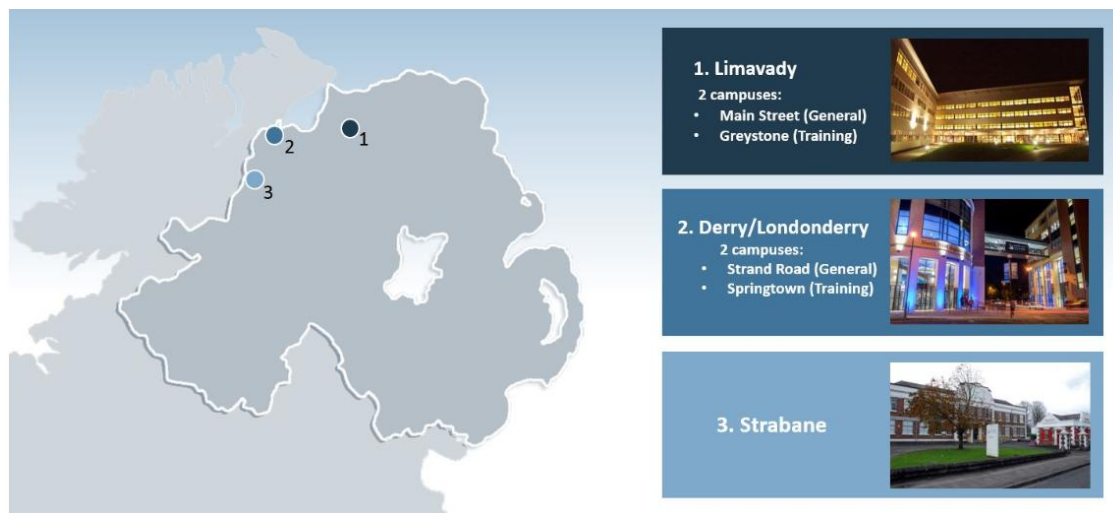 1
2
3
1. Limavady
2 campuses:
• Main Street (General)
• Greystone (Training)
2. Derry/Londonderry
2 campuses:
• Strand Road (General)
• Springtown (Training)
3. Strabane